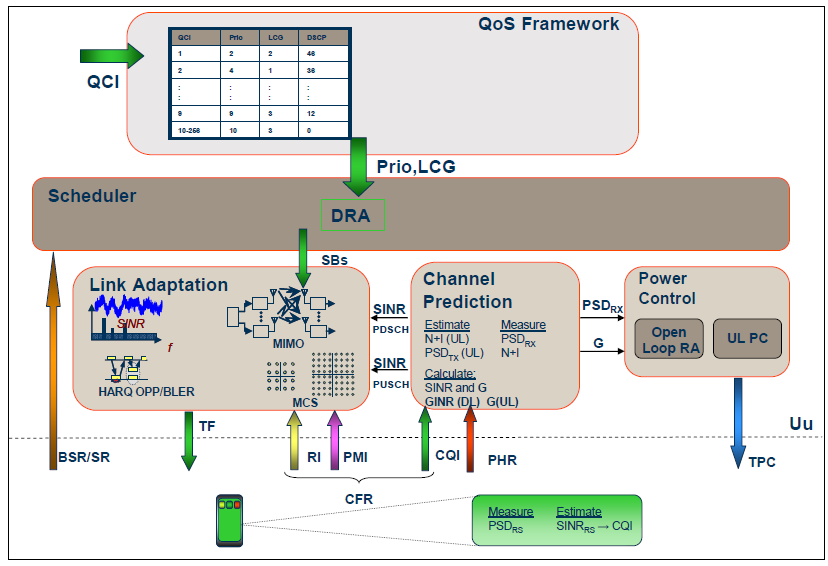 QoS Framework
QCI Prio LCG DSCP
1 2 2 46
2 4 1 36
: : : :
: : : :
9 9 3 12
10-256 10 3 0
QCI
Prio,LCG
Scheduler
DRA
SBs
Link Adaptation
SINR
f
MIMO
HARQ OPP/BLER
MCS
SINR
PDSCH
SINR
PUSCH
Channel
Prediction
Estimate Measure
N+I (UL) PSDRX
PSDTX (UL) N+I
Calculate:
SINR and G
GINR (DL) G(UL)
PSDRX
G
Power
Control
Open
Loop RA
UL PC
Uu
BSR/SR
TF
RI
PMI
CQI
PHR
TPC
CFR
Measure Estimate
PSDRS SINRRS → CQI